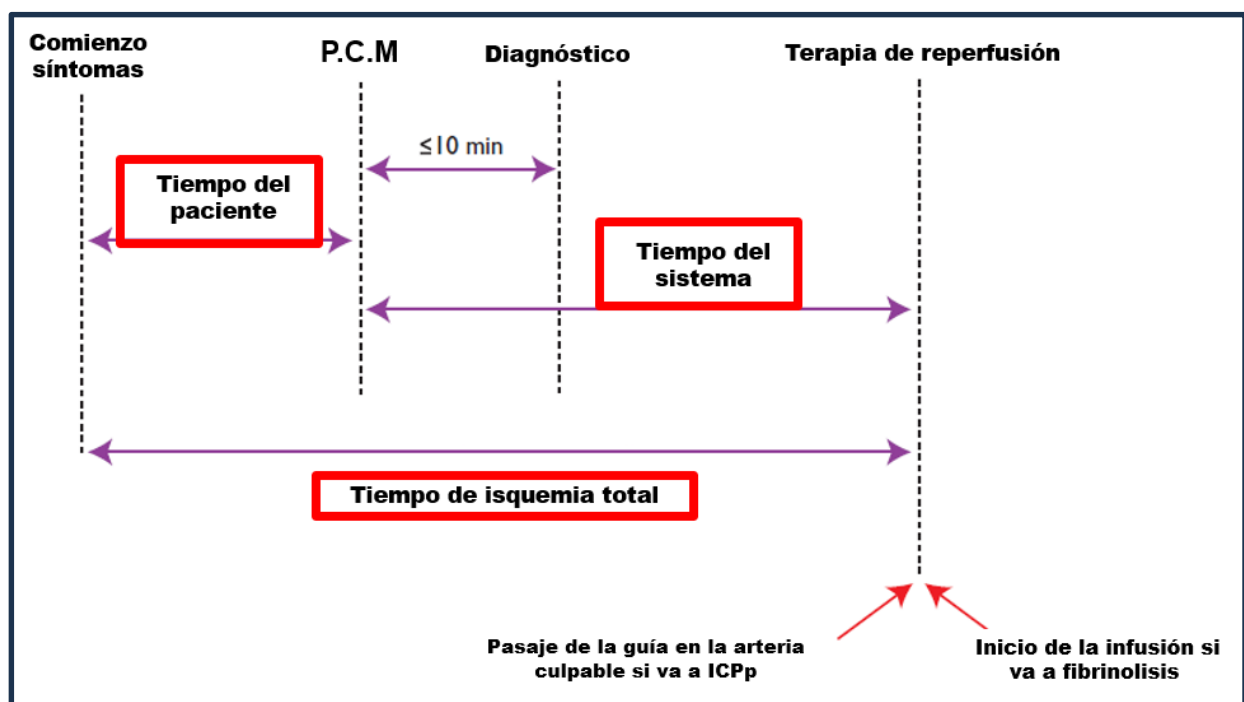 Comienzo
síntomas
P.C.M
Diagnóstico
Terapia de reperfusión
≤10 min
Tiempo del
paciente
Tiempo del
sistema
Tiempo de isquemia total
Pasaje de la guía en la arteria
culpable si va a ICPp
Inicio de la infusión si
va a fibrinolisis